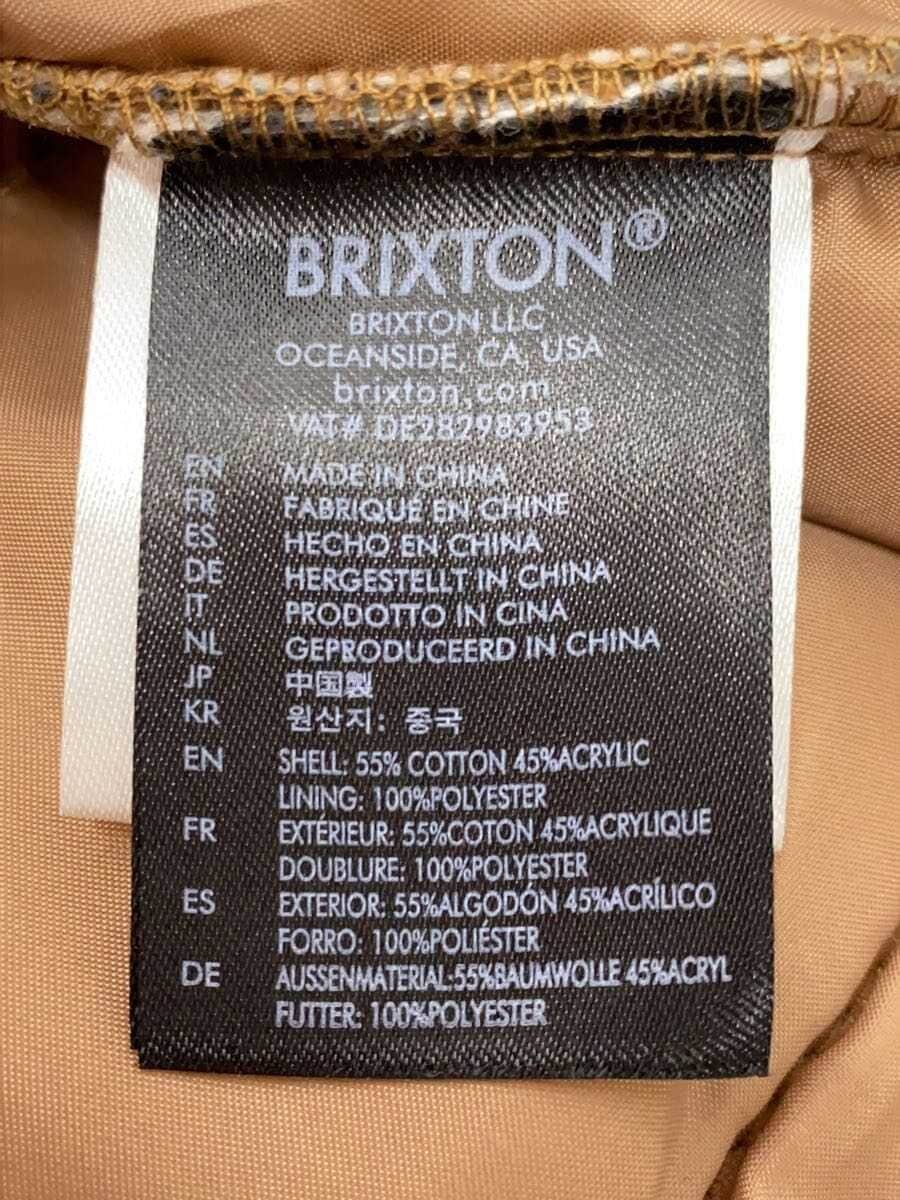 BRIXTON®
BRIXTON LLC
OCEANSIDE, CA, USA
brixton.com
VAT# DE282983953
EN MADE IN CHINA
FR FABRIQUE EN CHINE
ES HECHO EN CHINA
DE HERGESTELLT IN CHINA
IT PRODOTTO IN CINA
NL GEPRODUCEERD IN CHINA
JP 中国製
KR 원산지: 중국
EN SHELL: 55% COTTON 45%ACRYLIC
LINING: 100%POLYESTER
FR EXTÉRIEUR: 55%COTON 45%ACRYLIQUE
DOUBLURE: 100%POLYESTER
ES EXTERIOR: 55%ALGODÓN 45%ACRÍLICO
FORRO: 100%POLIÉSTER
DE AUSSENMATERIAL:55%BAUMWOLLE 45%ACRYL
FUTTER: 100%POLYESTER